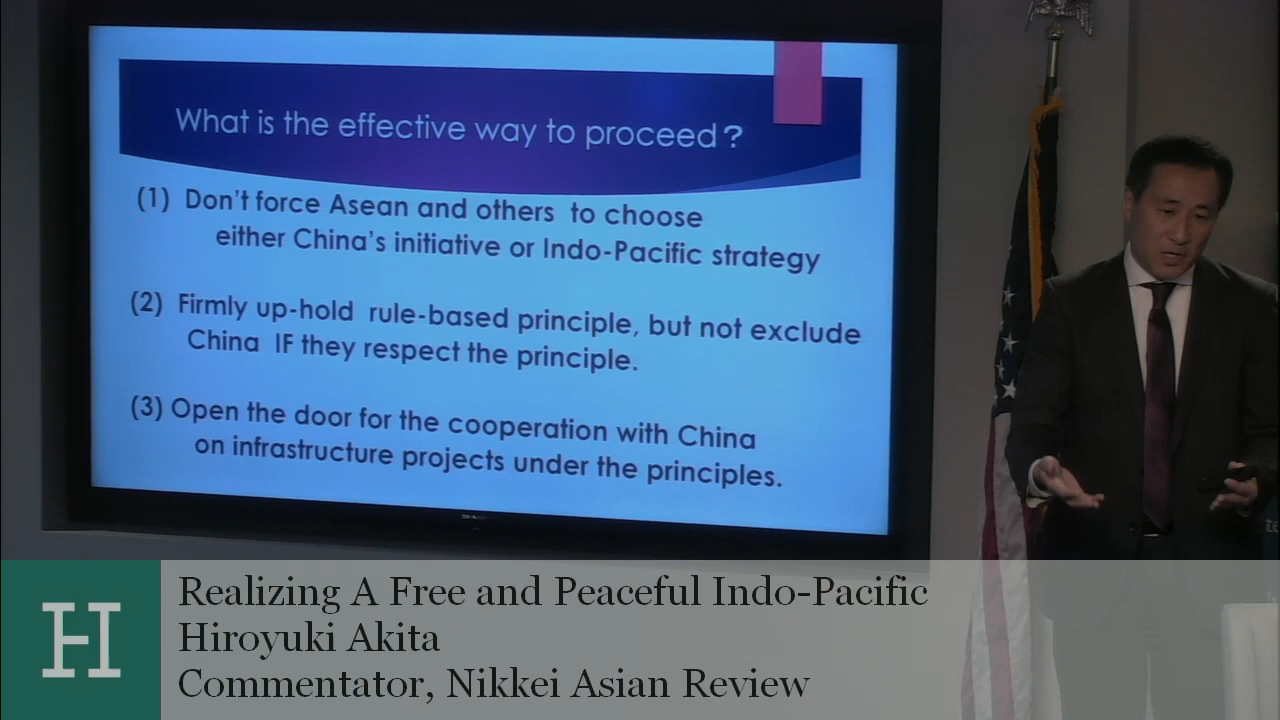 What is the effective way to proceed?
(1) Don't force Asean and others to choose
either China's initiative or Indo-Pacific strategy
(2) Firmly up-hold rule-based principle, but not exclude
China IF they respect the principle.
(3) Open the door for the cooperation with China
on infrastructure projects under the principles.
H
Realizing A Free and Peaceful Indo-Pacific
Hiroyuki Akita
Commentator, Nikkei Asian Review